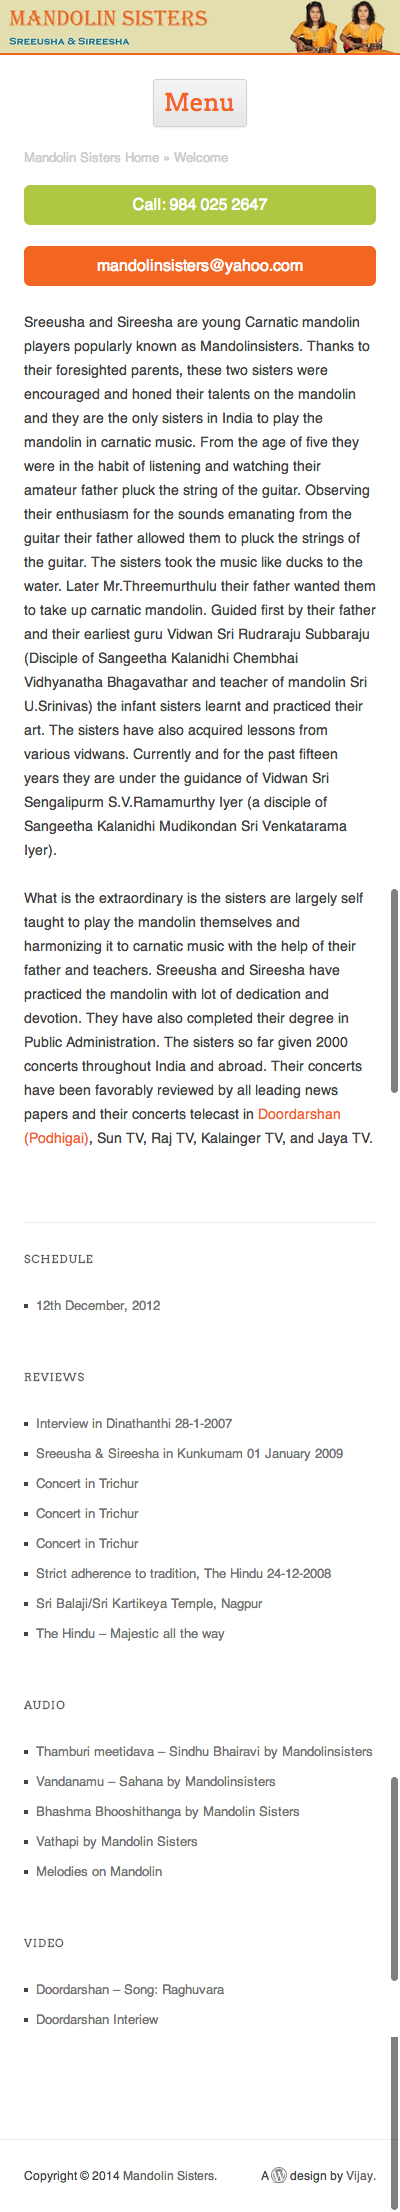 MANDOLIN SISTERS
SREEUSHA & SIREESHA
Menu
Mandolin Sisters Home » Welcome
Call: 984 025 2647
mandolinsisters@yahoo.com
Sreeusha and Sireesha are young Carnatic mandolin
players popularly known as Mandolinsisters. Thanks to
their foresighted parents, these two sisters were
encouraged and honed their talents on the mandolin
and they are the only sisters in India to play the
mandolin in carnatic music. From the age of five they
were in the habit of listening and watching their
amateur father pluck the string of the guitar. Observing
their enthusiasm for the sounds emanating from the
guitar their father allowed them to pluck the strings of
the guitar. The sisters took the music like ducks to the
water. Later Mr.Threemurthulu their father wanted them
to take up carnatic mandolin. Guided first by their father
and their earliest guru Vidwan Sri Rudraraju Subbaraju
(Disciple of Sangeetha Kalanidhi Chembhai
Vidhyanatha Bhagavathar and teacher of mandolin Sri
U.Srinivas) the infant sisters learnt and practiced their
art. The sisters have also acquired lessons from
various vidwans. Currently and for the past fifteen
years they are under the guidance of Vidwan Sri
Sengalipurm S.V.Ramamurthy Iyer (a disciple of
Sangeetha Kalanidhi Mudikondan Sri Venkatarama
Iyer).
What is the extraordinary is the sisters are largely self
taught to play the mandolin themselves and
harmonizing it to carnatic music with the help of their
father and teachers. Sreeusha and Sireesha have
practiced the mandolin with lot of dedication and
devotion. They have also completed their degree in
Public Administration. The sisters so far given 2000
concerts throughout India and abroad. Their concerts
have been favorably reviewed by all leading news
papers and their concerts telecast in Doordarshan
(Podhigai), Sun TV, Raj TV, Kalainger TV, and Jaya TV.
SCHEDULE
12th December, 2012
REVIEWS
Interview in Dinathanthi 28-1-2007
Sreeusha & Sireesha in Kunkumam 01 January 2009
Concert in Trichur
Concert in Trichur
Concert in Trichur
Strict adherence to tradition, The Hindu 24-12-2008
Sri Balaji/Sri Kartikeya Temple, Nagpur
The Hindu – Majestic all the way
AUDIO
Thamburi meetidava – Sindhu Bhairavi by Mandolinsisters
Vandanamu – Sahana by Mandolinsisters
Bhashma Bhooshithanga by Mandolin Sisters
Vathapi by Mandolin Sisters
Melodies on Mandolin
VIDEO
Doordarshan – Song: Raghuvara
Doordarshan Interiew
Copyright © 2014 Mandolin Sisters. A design by Vijay.